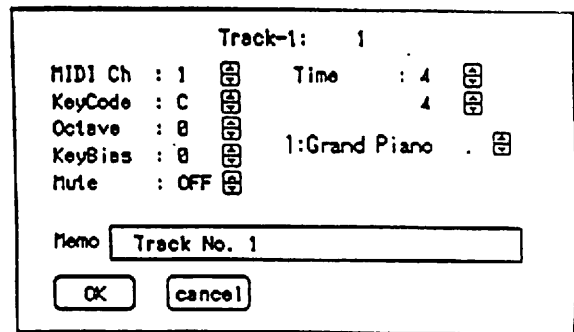 Track-1: 1
MIDI Ch : 1
Time : 4
KeyCode : C
4
Octave : 0
1:Grand Piano .
KeyBias : 0
Mute : OFF
Memo Track No. 1
OK cancel